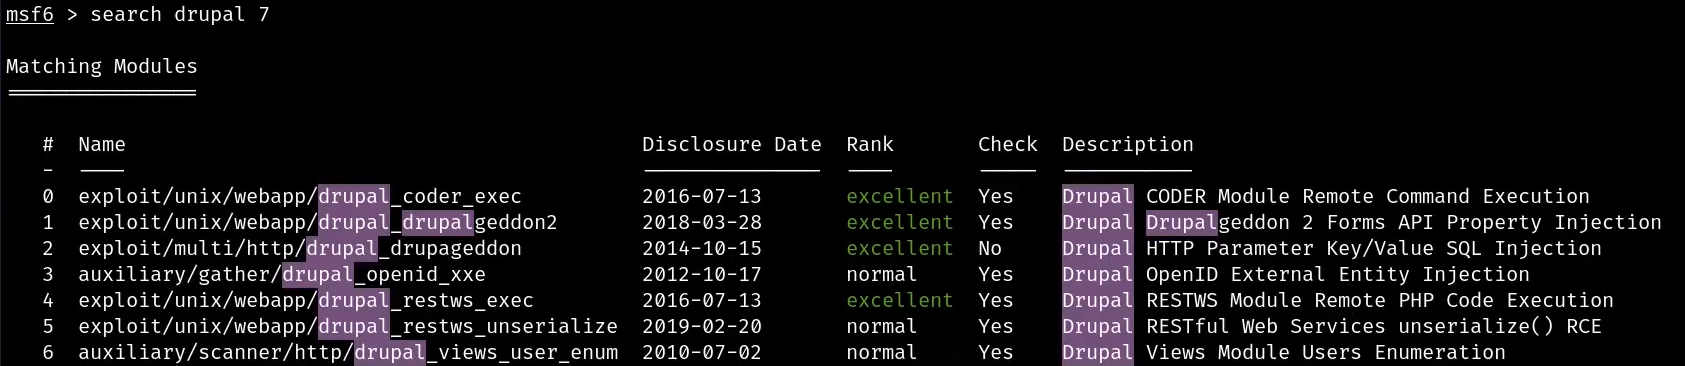 msf6 > search drupal 7
Matching Modules
================
# Name Disclosure Date Rank Check Description
- ---- --------------- ---- ----- -----------
0 exploit/unix/webapp/drupal_coder_exec 2016-07-13 excellent Yes Drupal CODER Module Remote Command Execution
1 exploit/unix/webapp/drupal_drupalgeddon2 2018-03-28 excellent Yes Drupal Drupalgeddon 2 Forms API Property Injection
2 exploit/multi/http/drupal_drupageddon 2014-10-15 excellent No Drupal HTTP Parameter Key/Value SQL Injection
3 auxiliary/gather/drupal_openid_xxe 2012-10-17 normal Yes Drupal OpenID External Entity Injection
4 exploit/unix/webapp/drupal_restws_exec 2016-07-13 excellent Yes Drupal RESTWS Module Remote PHP Code Execution
5 exploit/unix/webapp/drupal_restws_unserialize 2019-02-20 normal Yes Drupal RESTful Web Services unserialize() RCE
6 auxiliary/scanner/http/drupal_views_user_enum 2010-07-02 normal Yes Drupal Views Module Users Enumeration